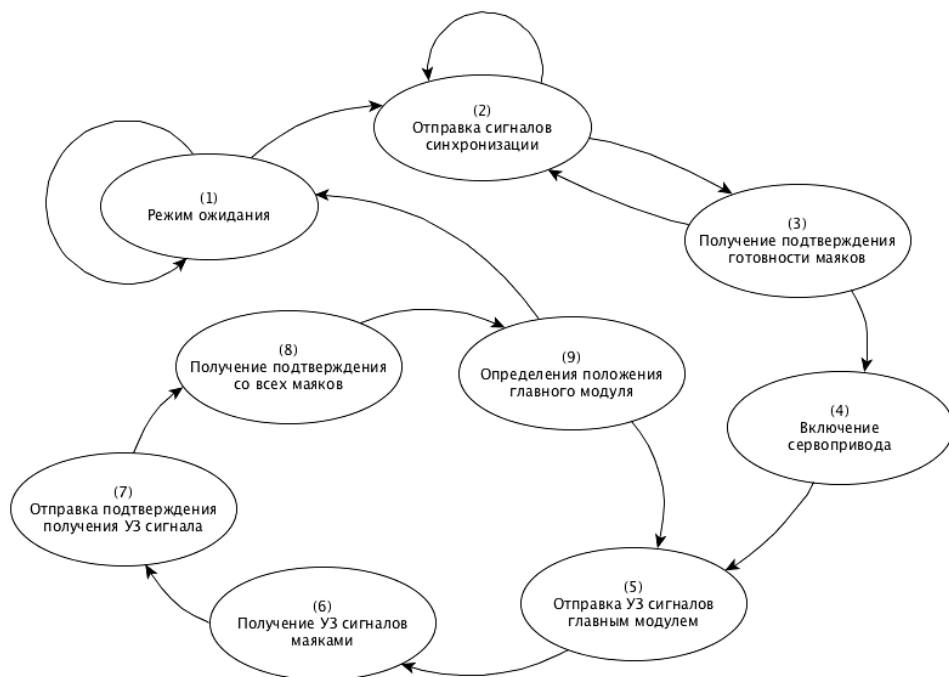 (1)
Режим ожидания
(2)
Отправка сигналов
синхронизации
(3)
Получение подтверждения
готовности маяков
(4)
Включение
сервопривода
(5)
Отправка УЗ сигналов
главным модулем
(6)
Получение УЗ сигналов
маяками
(7)
Отправка подтверждения
получения УЗ сигнала
(8)
Получение подтверждения
со всех маяков
(9)
Определения положения
главного модуля